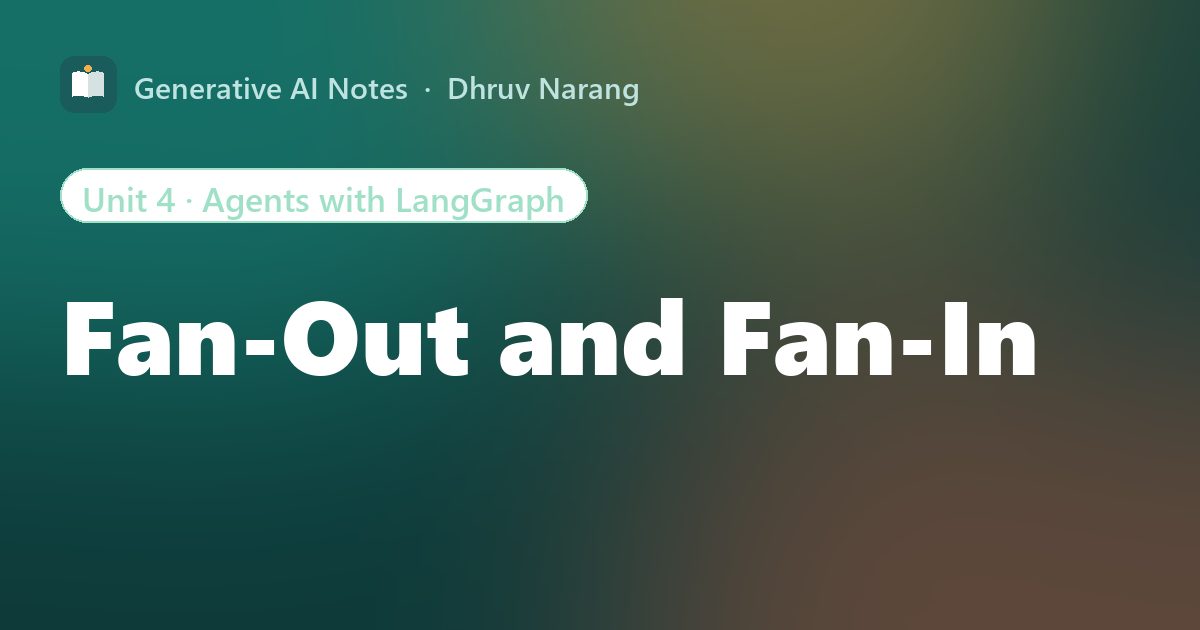 Generative AI Notes · Dhruv Narang
Unit 4 · Agents with LangGraph
Fan-Out and Fan-In